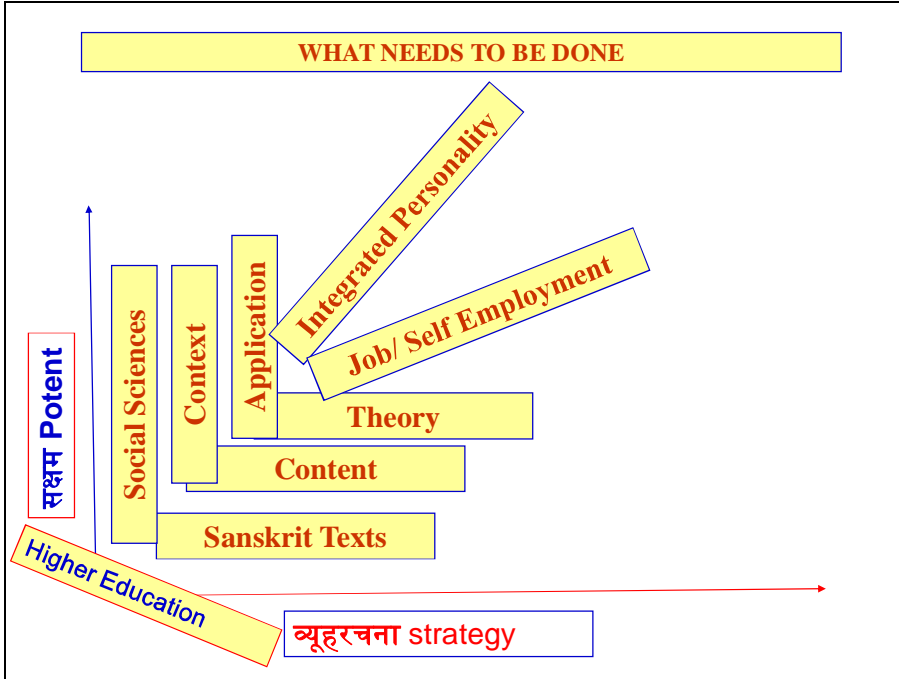 WHAT NEEDS TO BE DONE
Integrated Personality
Job/ Self Employment
Application
Context
Social Sciences
Theory
Content
Sanskrit Texts
सक्षम Potent
Higher Education
व्यूहरचना strategy